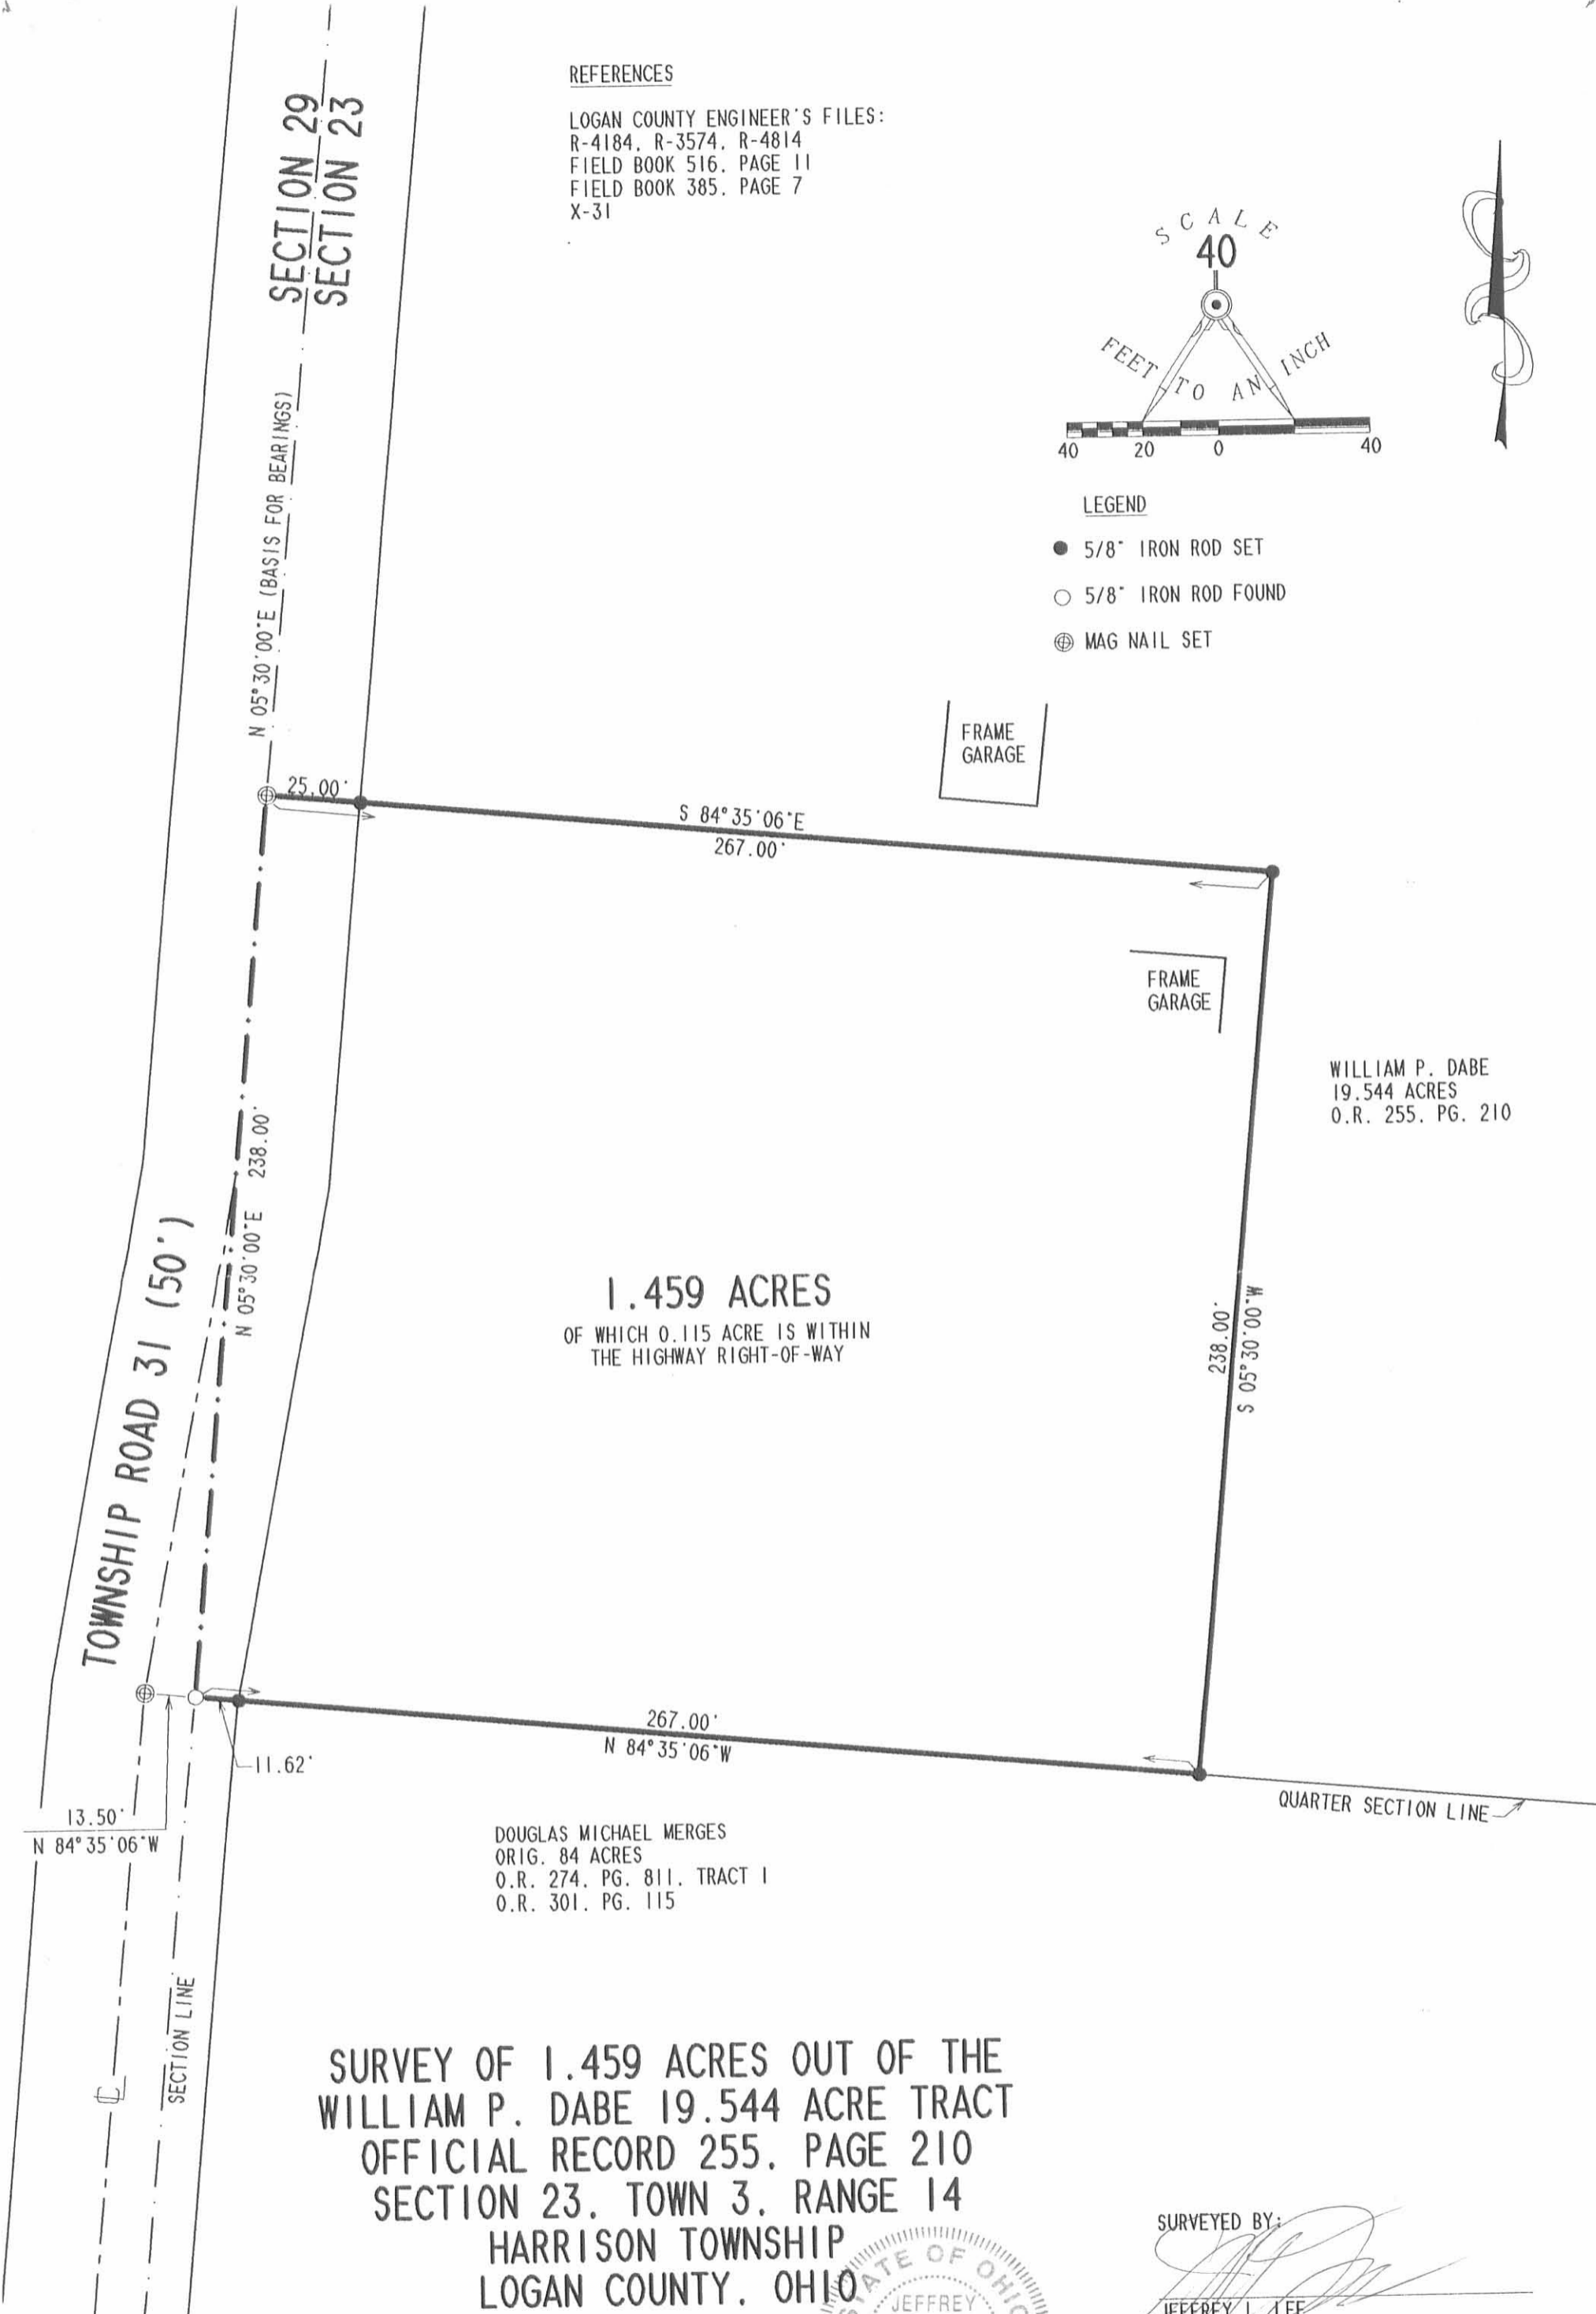 REFERENCES
LOGAN COUNTY ENGINEER'S FILES:
R-4184. R-3574. R-4814
FIELD BOOK 516. PAGE 11
FIELD BOOK 385. PAGE 7
X-31
SECTION 29
SECTION 23
SCALE
40
FEET TO AN INCH
40 20 0 40
LEGEND
5/8" IRON ROD SET
5/8" IRON ROD FOUND
MAG NAIL SET
N 05°30'00"E (BASIS FOR BEARINGS)
FRAME
GARAGE
25.00'
S 84°35'06"E
267.00'
FRAME
GARAGE
WILLIAM P. DABE
19.544 ACRES
O.R. 255. PG. 210
N 05°30'00"E 238.00'
TOWNSHIP ROAD 31 (50')
1.459 ACRES
OF WHICH 0.115 ACRE IS WITHIN
THE HIGHWAY RIGHT-OF-WAY
238.00'
S 05°30'00"W
267.00'
N 84°35'06"W
11.62'
13.50'
N 84°35'06"W
QUARTER SECTION LINE
DOUGLAS MICHAEL MERGES
ORIG. 84 ACRES
O.R. 274. PG. 811. TRACT 1
O.R. 301. PG. 115
SECTION LINE
℄
SURVEY OF 1.459 ACRES OUT OF THE
WILLIAM P. DABE 19.544 ACRE TRACT
OFFICIAL RECORD 255. PAGE 210
SECTION 23. TOWN 3. RANGE 14
HARRISON TOWNSHIP
LOGAN COUNTY. OHIO
STATE OF OHIO
JEFFREY
SURVEYED BY:
JEFFREY I. LEE